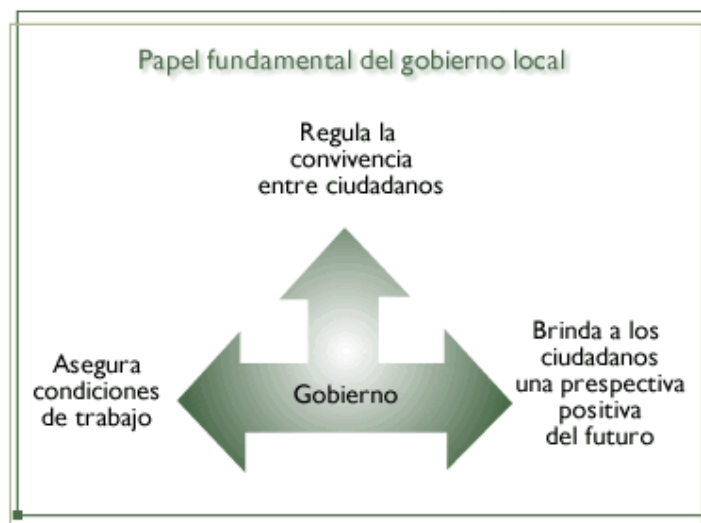 Papel fundamental del gobierno local
Regula la
convivencia
entre ciudadanos
Asegura
condiciones
de trabajo
Gobierno
Brinda a los
ciudadanos
una prespectiva
positiva
del futuro